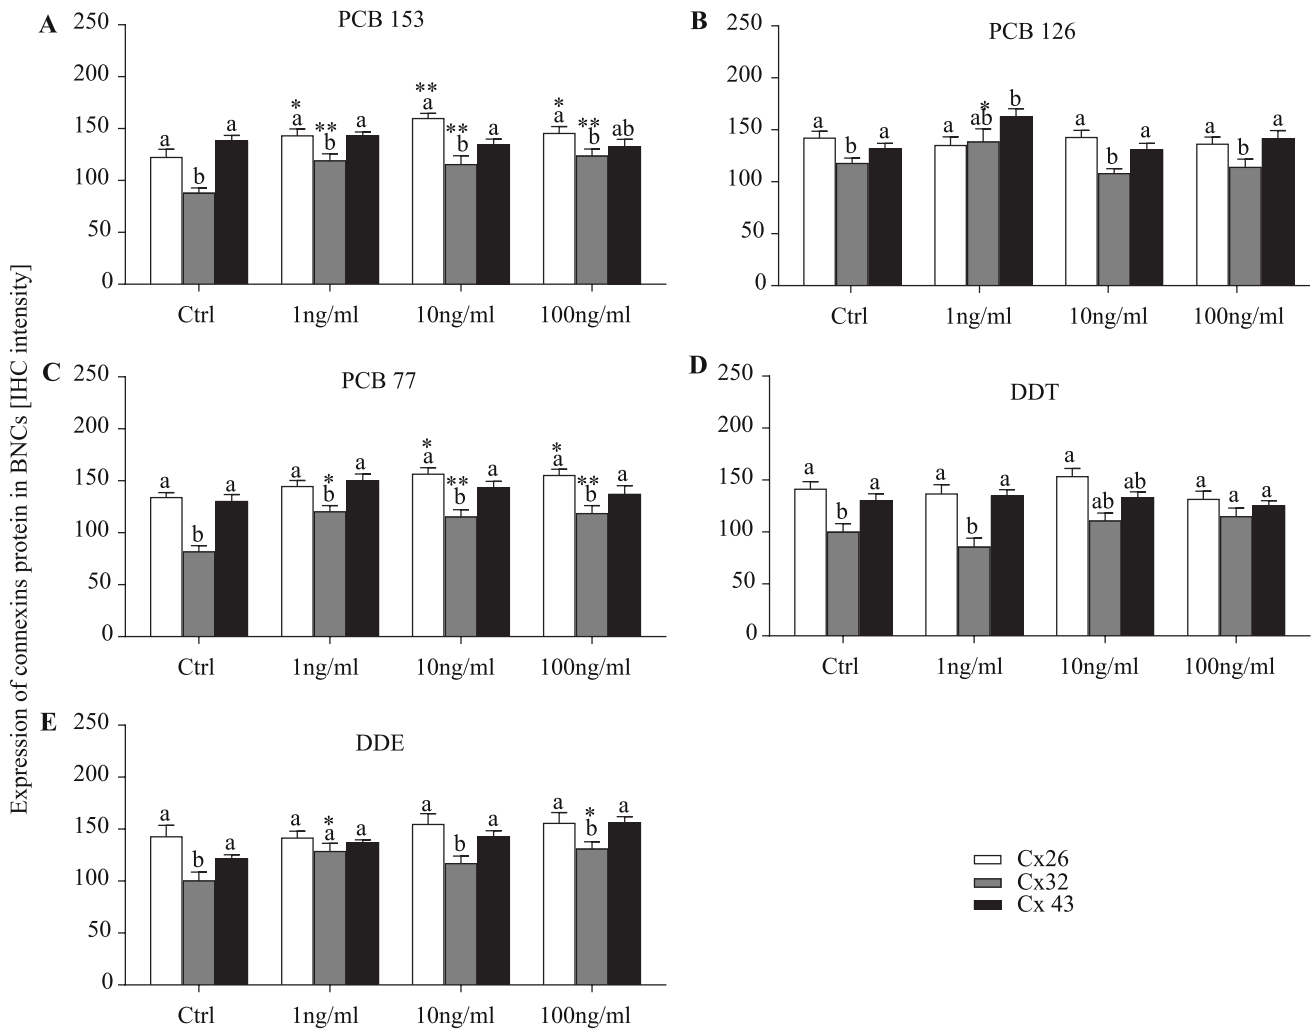 Expression of connexins protein in BNCs [IHC intensity]
A
PCB 153
250
200
150
100
50
0
a b a
* a ** b a
** a ** b a
* a ** b ab
Ctrl 1ng/ml 10ng/ml 100ng/ml
B
PCB 126
250
200
150
100
50
0
a b a
a * ab b
a b a
a b a
Ctrl 1ng/ml 10ng/ml 100ng/ml
C
PCB 77
250
200
150
100
50
0
a b a
a * b a
* a ** b a
* a ** b a
Ctrl 1ng/ml 10ng/ml 100ng/ml
D
DDT
250
200
150
100
50
0
a b a
a b a
a ab ab
a a a
Ctrl 1ng/ml 10ng/ml 100ng/ml
E
DDE
250
200
150
100
50
0
a b a
a * a a
a b a
a * b a
Ctrl 1ng/ml 10ng/ml 100ng/ml
Cx26
Cx32
Cx 43